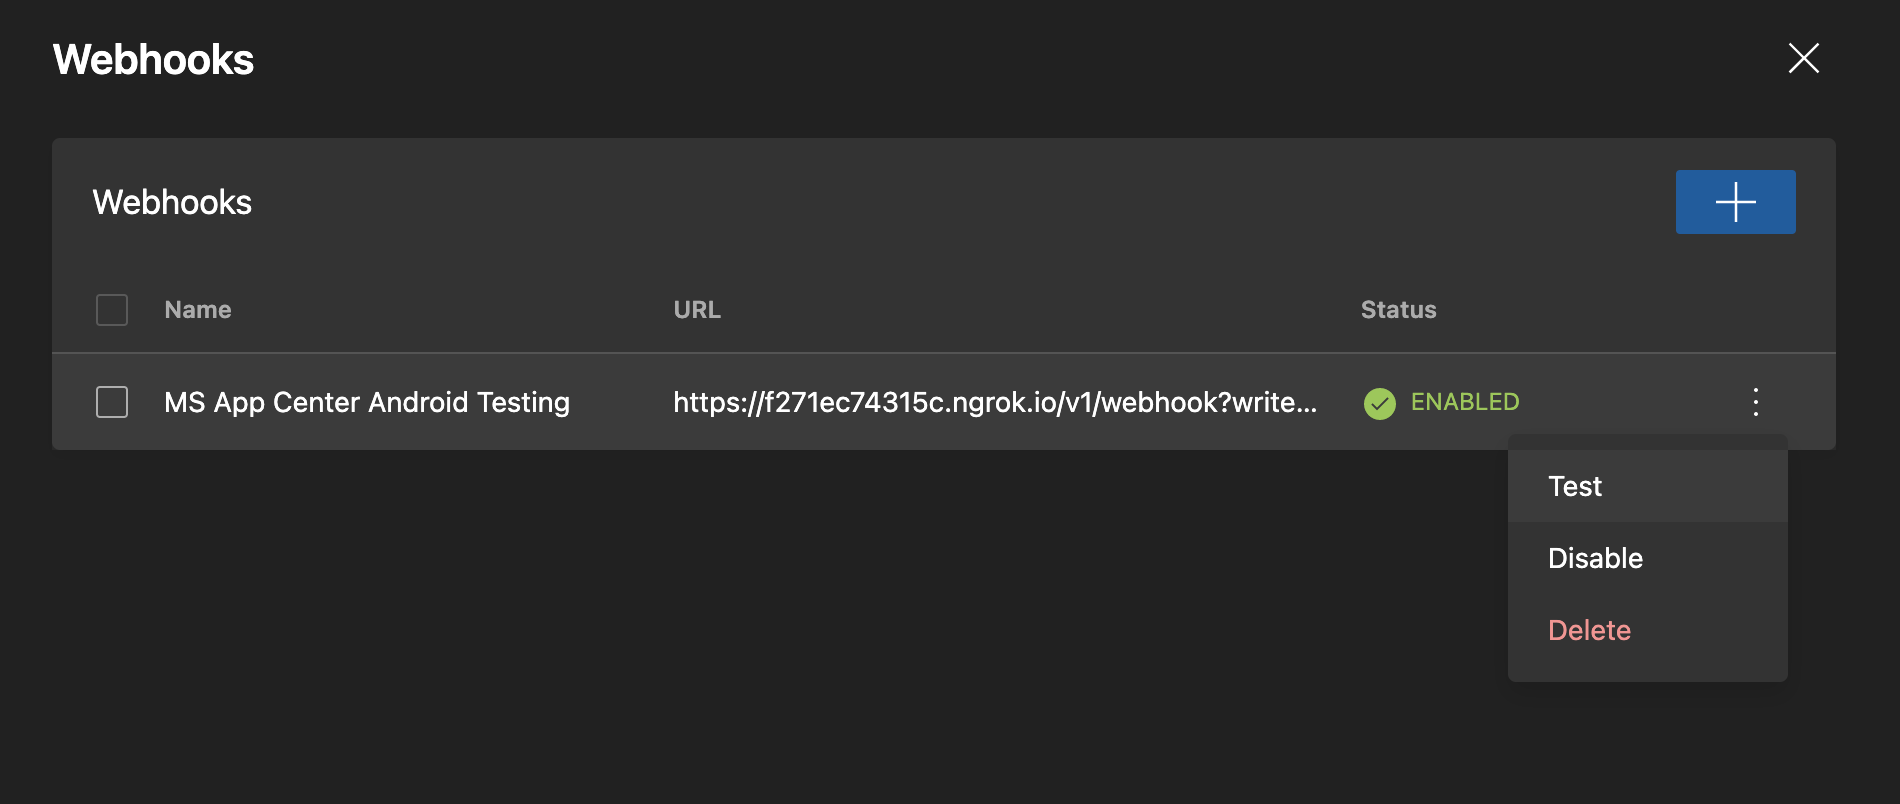 Webhooks
Webhooks
Name URL Status
MS App Center Android Testing https://f271ec74315c.ngrok.io/v1/webhook?write... ENABLED
Test
Disable
Delete